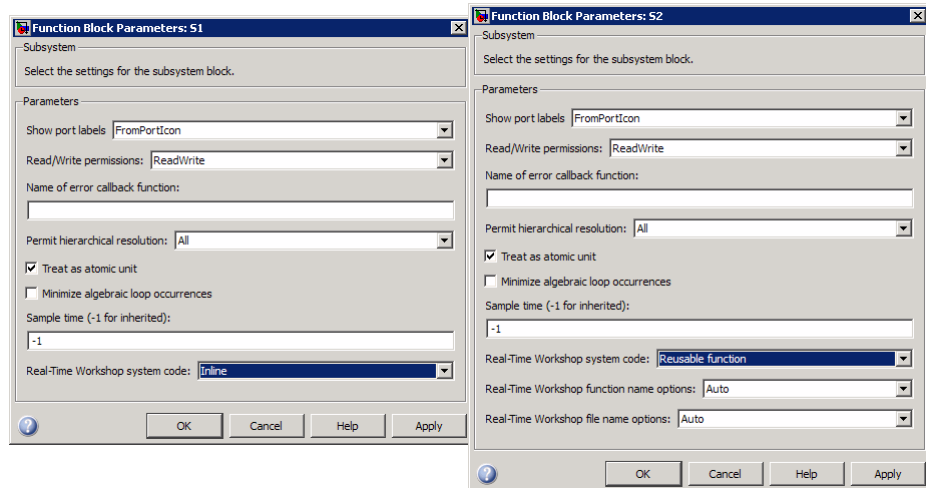 Function Block Parameters: S1
Subsystem
Select the settings for the subsystem block.
Parameters
Show port labels FromPortIcon
Read/Write permissions: ReadWrite
Name of error callback function:
Permit hierarchical resolution: All
Treat as atomic unit
Minimize algebraic loop occurrences
Sample time (-1 for inherited):
-1
Real-Time Workshop system code: Inline
OK Cancel Help Apply
Function Block Parameters: S2
Subsystem
Select the settings for the subsystem block.
Parameters
Show port labels FromPortIcon
Read/Write permissions: ReadWrite
Name of error callback function:
Permit hierarchical resolution: All
Treat as atomic unit
Minimize algebraic loop occurrences
Sample time (-1 for inherited):
-1
Real-Time Workshop system code: Reusable function
Real-Time Workshop function name options: Auto
Real-Time Workshop file name options: Auto
OK Cancel Help Apply